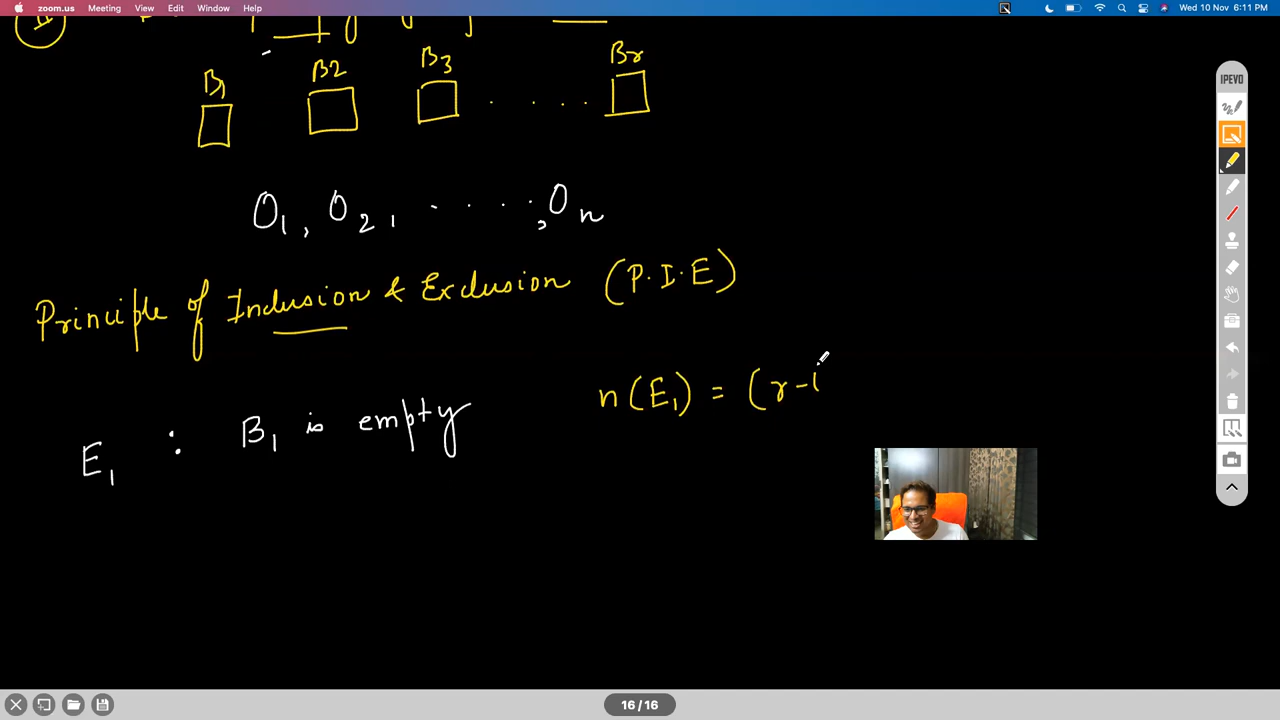 zoom.us Meeting View Edit Window Help Wed 10 Nov 6:11 PM
II
B1 B2 B3 . . . . Br
IPEVO
O1, O2, . . . . ., On
Principle of Inclusion & Exclusion (P.I.E)
n(E1) = (r-1
E1 : B1 is empty
16/16